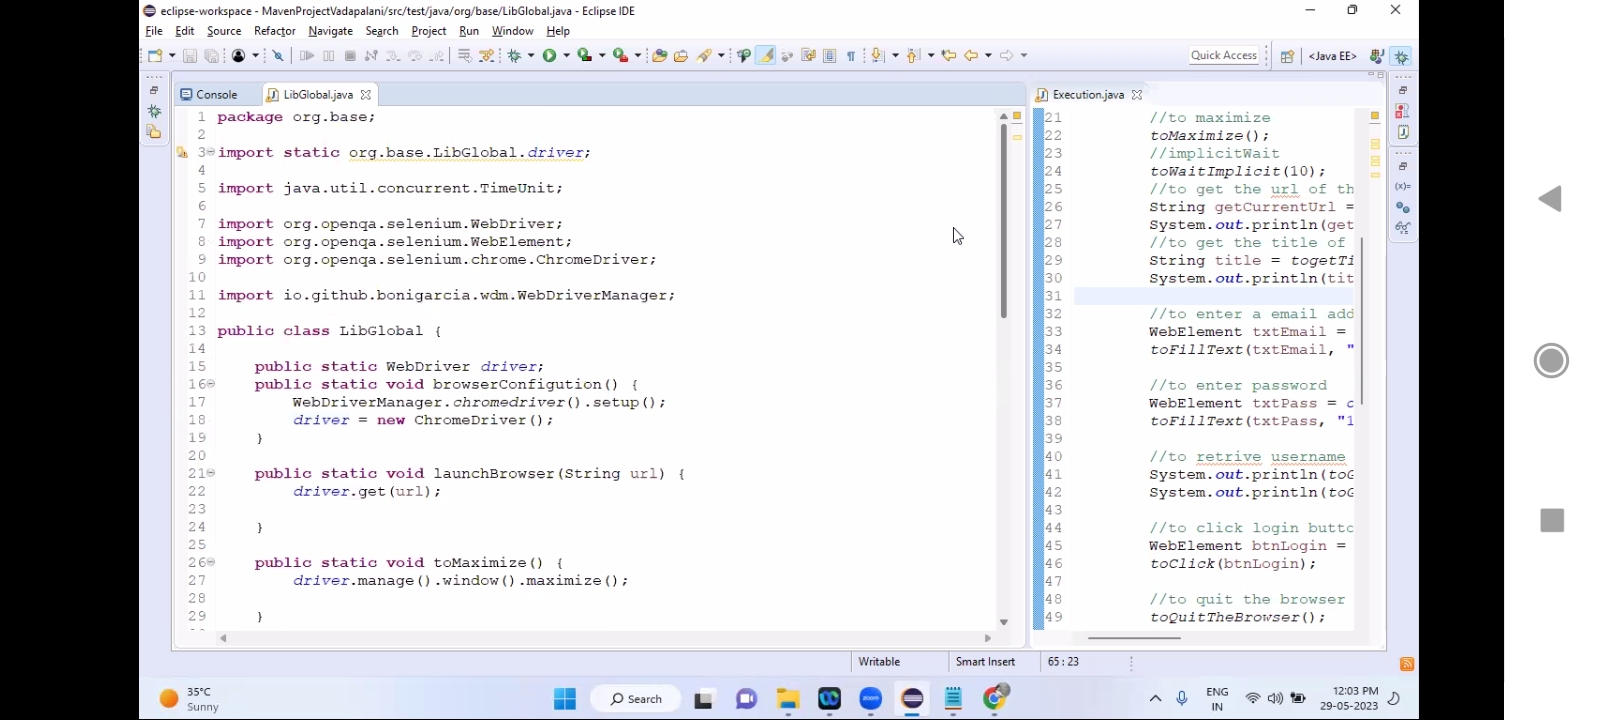 eclipse-workspace - MavenProjectVadapalani/src/test/java/org/base/LibGlobal.java - Eclipse IDE
File Edit Source Refactor Navigate Search Project Run Window Help
Quick Access
<Java EE>
Console LibGlobal.java
1 package org.base;
2
3 import static org.base.LibGlobal.driver;
4
5 import java.util.concurrent.TimeUnit;
6
7 import org.openqa.selenium.WebDriver;
8 import org.openqa.selenium.WebElement;
9 import org.openqa.selenium.chrome.ChromeDriver;
10
11 import io.github.bonigarcia.wdm.WebDriverManager;
12
13 public class LibGlobal {
14
15 public static WebDriver driver;
16 public static void browserConfigution() {
17 WebDriverManager.chromedriver().setup();
18 driver = new ChromeDriver();
19 }
20
21 public static void launchBrowser(String url) {
22 driver.get(url);
23
24 }
25
26 public static void toMaximize() {
27 driver.manage().window().maximize();
28
29 }
Execution.java
21 //to maximize
22 toMaximize();
23 //implicitWait
24 toWaitImplicit(10);
25 //to get the url of th
26 String getCurrentUrl =
27 System.out.println(get
28 //to get the title of
29 String title = togetTi
30 System.out.println(tit
31
32 //to enter a email add
33 WebElement txtEmail =
34 toFillText(txtEmail, "
35
36 //to enter password
37 WebElement txtPass = c
38 toFillText(txtPass, "1
39
40 //to retrive username
41 System.out.println(toG
42 System.out.println(toG
43
44 //to click login butto
45 WebElement btnLogin =
46 toClick(btnLogin);
47
48 //to quit the browser
49 toQuitTheBrowser();
Writable Smart Insert 65 : 23
35°C
Sunny
Search
zoom
ENG
IN
12:03 PM
29-05-2023